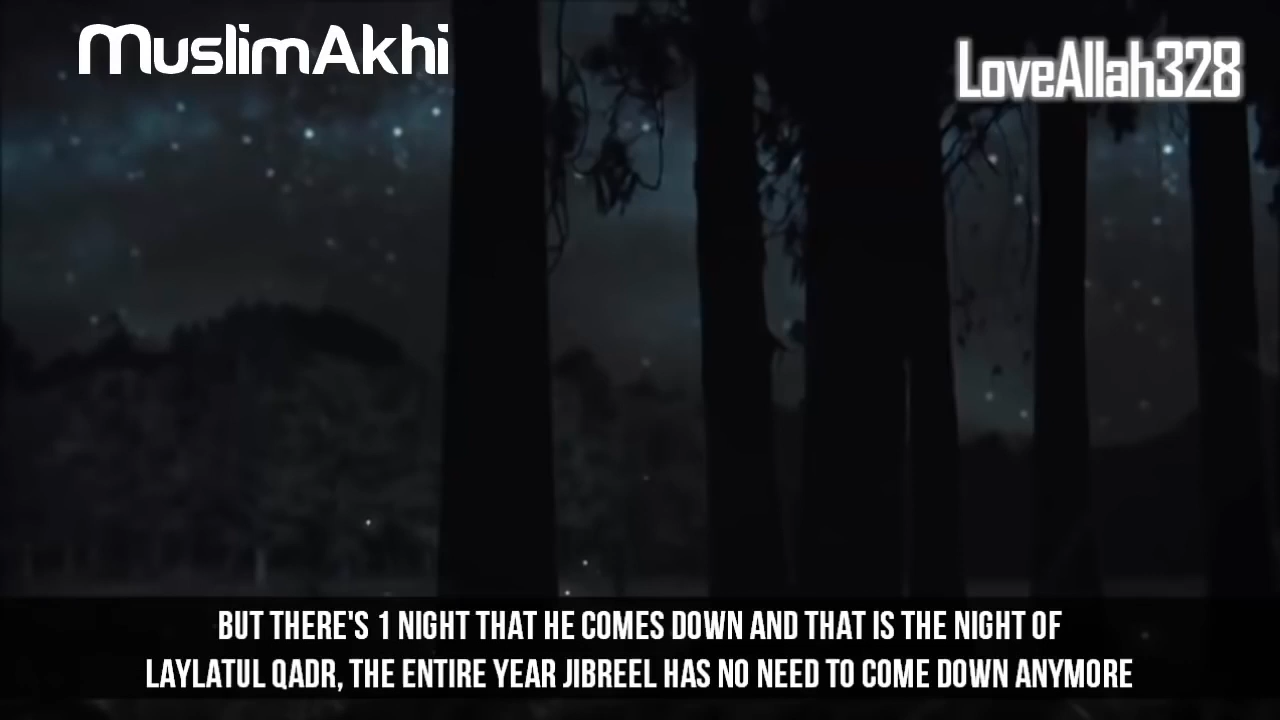 MuslimAkhi
LoveAllah328
BUT THERE'S 1 NIGHT THAT HE COMES DOWN AND THAT IS THE NIGHT OF
LAYLATUL QADR, THE ENTIRE YEAR JIBREEL HAS NO NEED TO COME DOWN ANYMORE